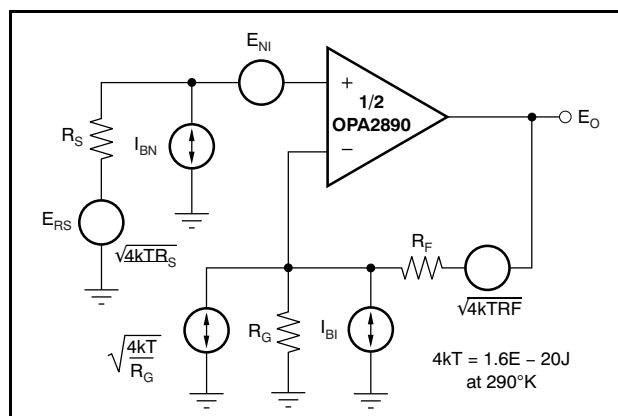 E_NI
+
1/2
OPA2890
−
E_O
R_S
I_BN
E_RS
√4kTR_S
R_F
√4kTRF
√4kT/R_G
R_G
I_BI
4kT = 1.6E − 20J
at 290°K